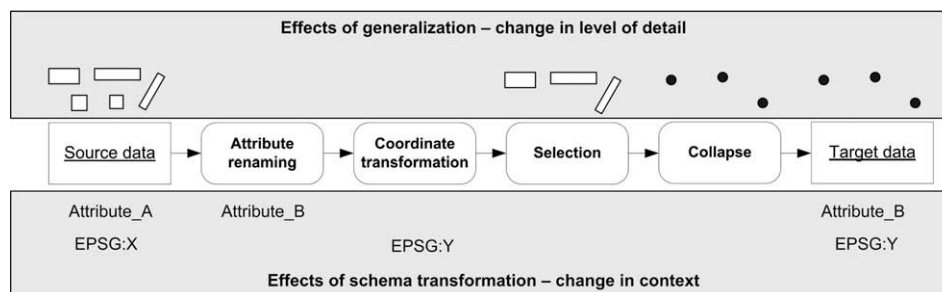 Effects of generalization – change in level of detail
Source data
Attribute
renaming
Coordinate
transformation
Selection
Collapse
Target data
Attribute_A
Attribute_B
Attribute_B
EPSG:X
EPSG:Y
EPSG:Y
Effects of schema transformation – change in context